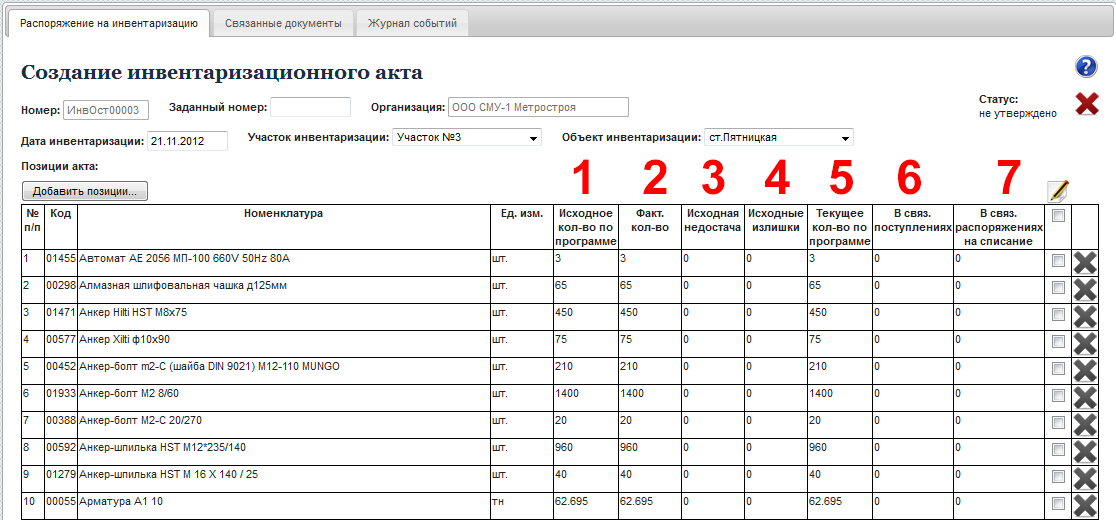 Распоряжение на инвентаризацию Связанные документы Журнал событий
Создание инвентаризационного акта
?
Номер: ИнвОст00003 Заданный номер: Организация: ООО СМУ-1 Метростроя
Статус:
не утверждено
Дата инвентаризации: 21.11.2012 Участок инвентаризации: Участок №3 Объект инвентаризации: ст.Пятницкая
Позиции акта:
1 2 3 4 5 6 7
Добавить позиции...
№ п/п Код Номенклатура Ед. изм. Исходное кол-во по программе Факт. кол-во Исходная недостача Исходные излишки Текущее кол-во по программе В связ. поступлениях В связ. распоряжениях на списание
1 01455 Автомат АЕ 2056 МП-100 660V 50Hz 80А шт. 3 3 0 0 3 0 0
2 00298 Алмазная шлифовальная чашка д125мм шт. 65 65 0 0 65 0 0
3 01471 Анкер Hilti HST М8х75 шт. 450 450 0 0 450 0 0
4 00577 Анкер Xilti ф10х90 шт. 75 75 0 0 75 0 0
5 00452 Анкер-болт m2-С (шайба DIN 9021) М12-110 MUNGO шт. 210 210 0 0 210 0 0
6 01933 Анкер-болт М2 8/60 шт. 1400 1400 0 0 1400 0 0
7 00388 Анкер-болт М2-С 20/270 шт. 20 20 0 0 20 0 0
8 00592 Анкер-шпилька HST М12*235/140 шт. 960 960 0 0 960 0 0
9 01279 Анкер-шпилька HST М 16 Х 140 / 25 шт. 40 40 0 0 40 0 0
10 00055 Арматура А1 10 тн 62.695 62.695 0 0 62.695 0 0